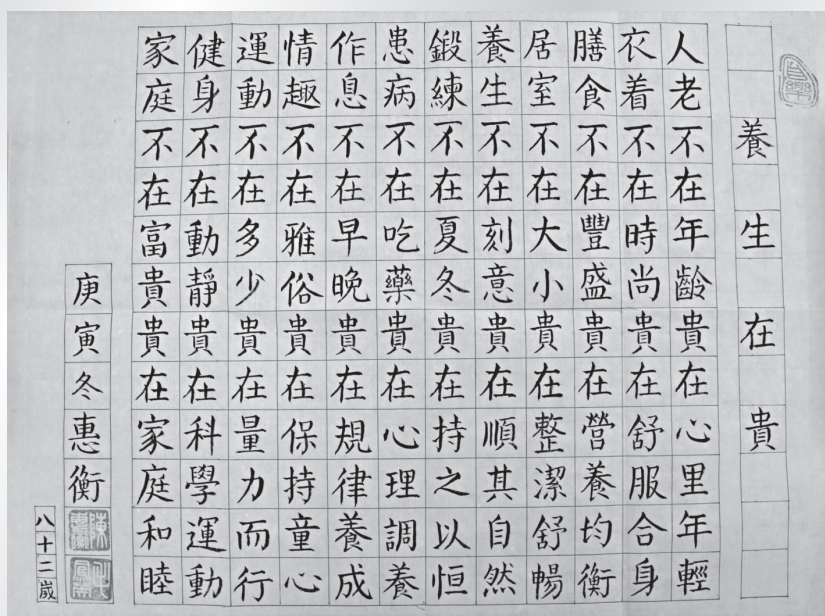 養生在貴
人老不在年齡貴在心里年輕
衣着不在時尚貴在舒服合身
膳食不在豐盛貴在營養均衡
居室不在大小貴在整潔舒暢
養生不在刻意貴在順其自然
鍛練不在夏冬貴在持之以恒
患病不在吃藥貴在心理調養
作息不在早晚貴在規律養成
情趣不在雅俗貴在保持童心
運動不在多少貴在量力而行
健身不在動靜貴在科學運動
家庭不在富貴貴在家庭和睦
庚寅冬惠衡
八十二歲